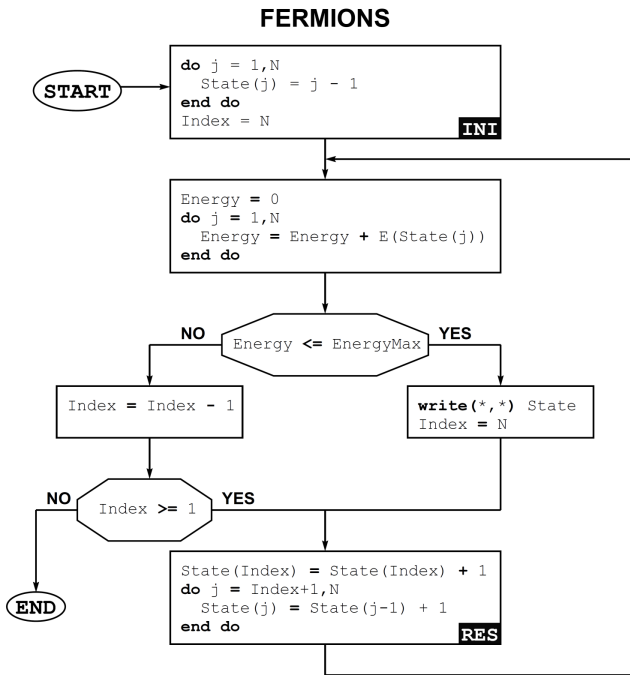 FERMIONS
START
do j = 1,N
State(j) = j - 1
end do
Index = N
INI
Energy = 0
do j = 1,N
Energy = Energy + E(State(j))
end do
Energy <= EnergyMax
NO
YES
Index = Index - 1
write(*,*) State
Index = N
Index >= 1
NO
YES
END
State(Index) = State(Index) + 1
do j = Index+1,N
State(j) = State(j-1) + 1
end do
RES